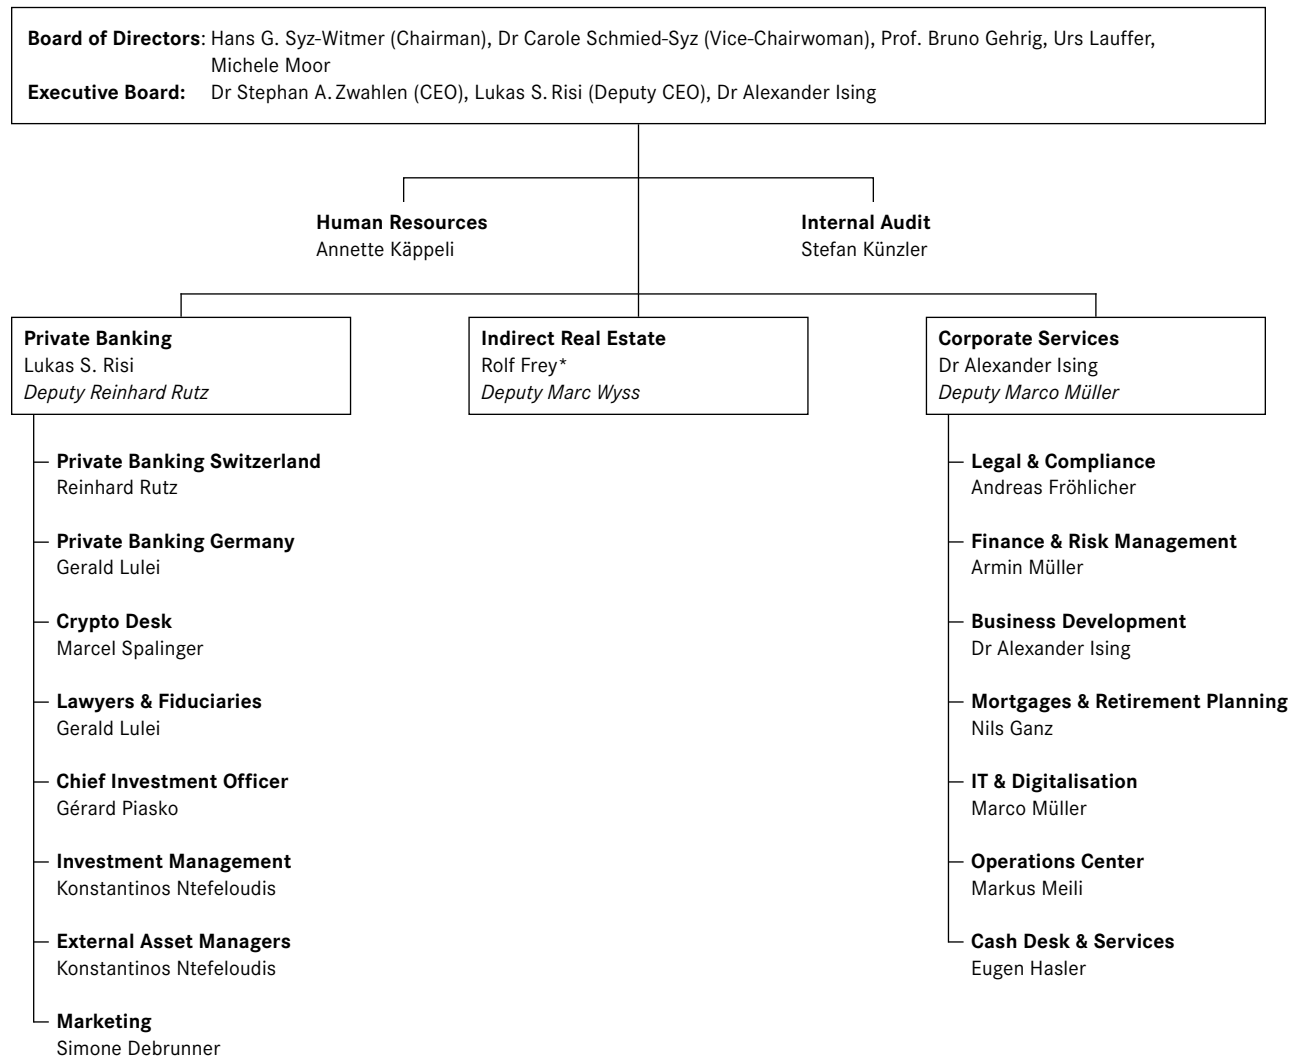 Board of Directors: Hans G. Syz-Witmer (Chairman), Dr Carole Schmied-Syz (Vice-Chairwoman), Prof. Bruno Gehrig, Urs Lauffer,
Michele Moor
Executive Board: Dr Stephan A. Zwahlen (CEO), Lukas S. Risi (Deputy CEO), Dr Alexander Ising
Human Resources
Annette Käppeli
Internal Audit
Stefan Künzler
Private Banking
Lukas S. Risi
Deputy Reinhard Rutz
Indirect Real Estate
Rolf Frey*
Deputy Marc Wyss
Corporate Services
Dr Alexander Ising
Deputy Marco Müller
Private Banking Switzerland
Reinhard Rutz
Private Banking Germany
Gerald Lulei
Crypto Desk
Marcel Spalinger
Lawyers & Fiduciaries
Gerald Lulei
Chief Investment Officer
Gérard Piasko
Investment Management
Konstantinos Ntefeloudis
External Asset Managers
Konstantinos Ntefeloudis
Marketing
Simone Debrunner
Legal & Compliance
Andreas Fröhlicher
Finance & Risk Management
Armin Müller
Business Development
Dr Alexander Ising
Mortgages & Retirement Planning
Nils Ganz
IT & Digitalisation
Marco Müller
Operations Center
Markus Meili
Cash Desk & Services
Eugen Hasler